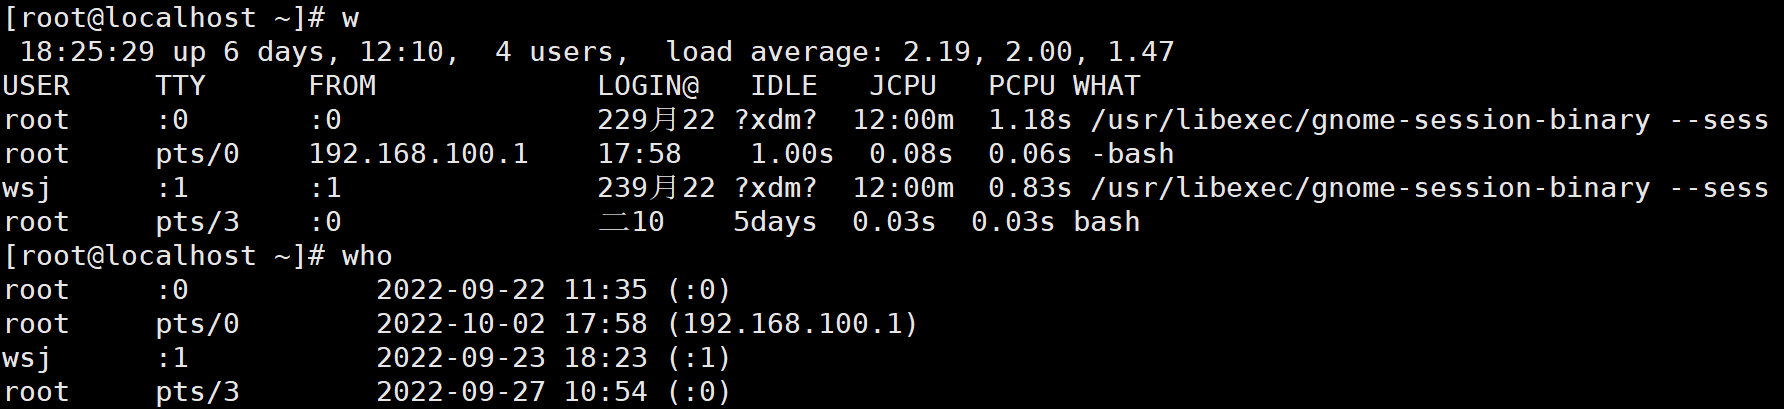 [root@localhost ~]# w
 18:25:29 up 6 days, 12:10,  4 users,  load average: 2.19, 2.00, 1.47
USER     TTY      FROM             LOGIN@   IDLE   JCPU   PCPU WHAT
root     :0       :0               229月22 ?xdm?  12:00m  1.18s /usr/libexec/gnome-session-binary --sess
root     pts/0    192.168.100.1    17:58    1.00s  0.08s  0.06s -bash
wsj      :1       :1               239月22 ?xdm?  12:00m  0.83s /usr/libexec/gnome-session-binary --sess
root     pts/3    :0               二10    5days  0.03s  0.03s bash
[root@localhost ~]# who
root     :0           2022-09-22 11:35 (:0)
root     pts/0        2022-10-02 17:58 (192.168.100.1)
wsj      :1           2022-09-23 18:23 (:1)
root     pts/3        2022-09-27 10:54 (:0)